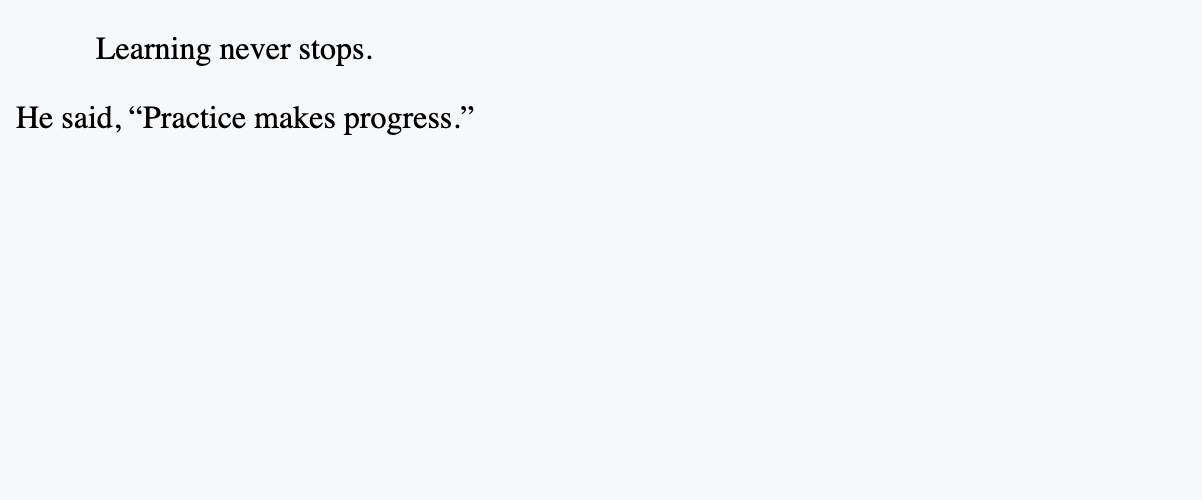 Learning never stops.
He said, “Practice makes progress.”